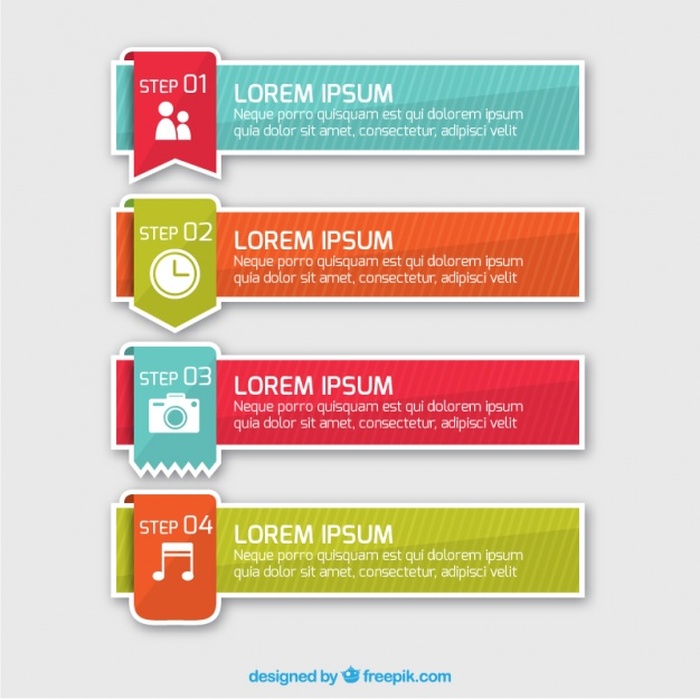 STEP 01
LOREM IPSUM
Neque porro quisquam est qui dolorem ipsum
quia dolor sit amet, consectetur, adipisci velit
STEP 02
LOREM IPSUM
Neque porro quisquam est qui dolorem ipsum
quia dolor sit amet, consectetur, adipisci velit
STEP 03
LOREM IPSUM
Neque porro quisquam est qui dolorem ipsum
quia dolor sit amet, consectetur, adipisci velit
STEP 04
LOREM IPSUM
Neque porro quisquam est qui dolorem ipsum
quia dolor sit amet, consectetur, adipisci velit
designed by freepik.com